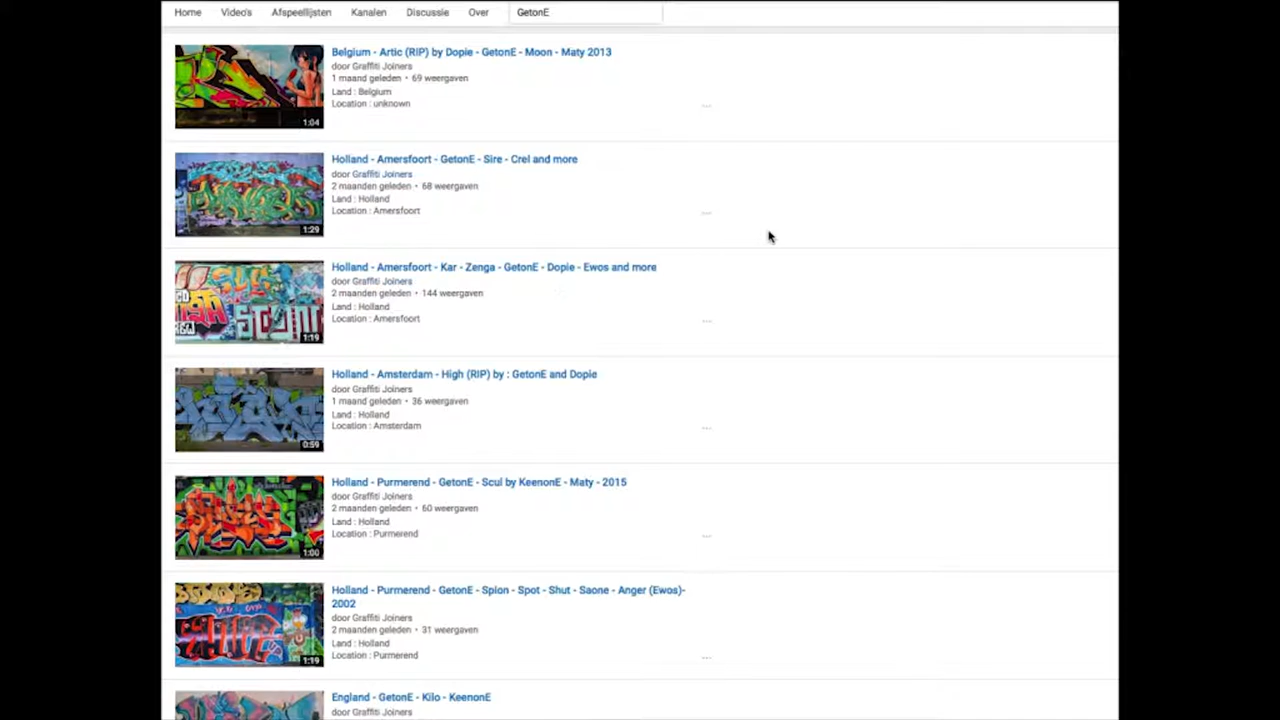 Home Video's Afspeellijsten Kanalen Discussie Over GetonE
Belgium - Artic (RIP) by Dopie - GetonE - Moon - Maty 2013
door Graffiti Joiners
1 maand geleden • 69 weergaven
Land : Belgium
Location : unknown
1:04
Holland - Amersfoort - GetonE - Sire - Crel and more
door Graffiti Joiners
2 maanden geleden • 68 weergaven
Land : Holland
Location : Amersfoort
1:29
Holland - Amersfoort - Kar - Zenga - GetonE - Dopie - Ewos and more
door Graffiti Joiners
2 maanden geleden • 144 weergaven
Land : Holland
Location : Amersfoort
1:19
Holland - Amsterdam - High (RIP) by : GetonE and Dopie
door Graffiti Joiners
1 maand geleden • 36 weergaven
Land : Holland
Location : Amsterdam
0:59
Holland - Purmerend - GetonE - Scul by KeenonE - Maty - 2015
door Graffiti Joiners
2 maanden geleden • 60 weergaven
Land : Holland
Location : Purmerend
1:00
Holland - Purmerend - GetonE - Spion - Spot - Shut - Saone - Anger (Ewos)-
2002
door Graffiti Joiners
2 maanden geleden • 31 weergaven
Land : Holland
Location : Purmerend
1:19
England - GetonE - Kilo - KeenonE
door Graffiti Joiners